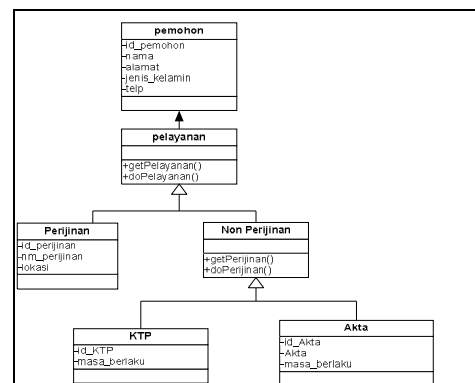 pemohon
-id_pemohon
-nama
-alamat
-jenis_kelamin
-telp
pelayanan
+getPelayanan()
+doPelayanan()
Perijinan
-id_perijinan
-nm_perijinan
-lokasi
Non Perijinan
+getPerijinan()
+doPerijinan()
KTP
-id_KTP
-masa_berlaku
Akta
-id_Akta
-Akta
-masa_berlaku